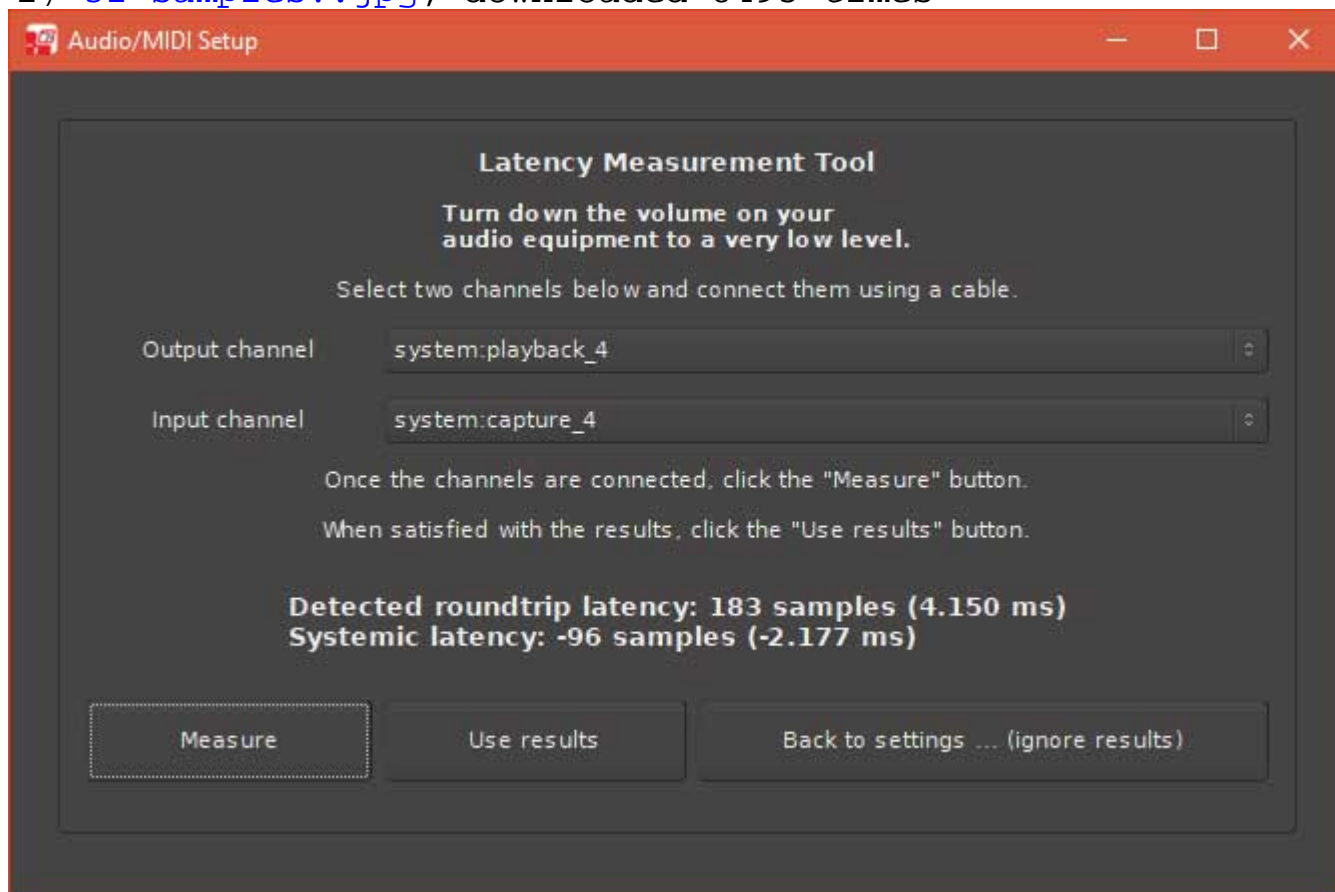 downloaded 6498 times
Audio/MIDI Setup
Latency Measurement Tool
Turn down the volume on your
audio equipment to a very low level.
Select two channels below and connect them using a cable.
Output channel system:playback_4
Input channel system:capture_4
Once the channels are connected, click the "Measure" button.
When satisfied with the results, click the "Use results" button.
Detected roundtrip latency: 183 samples (4.150 ms)
Systemic latency: -96 samples (-2.177 ms)
Measure Use results Back to settings ... (ignore results)